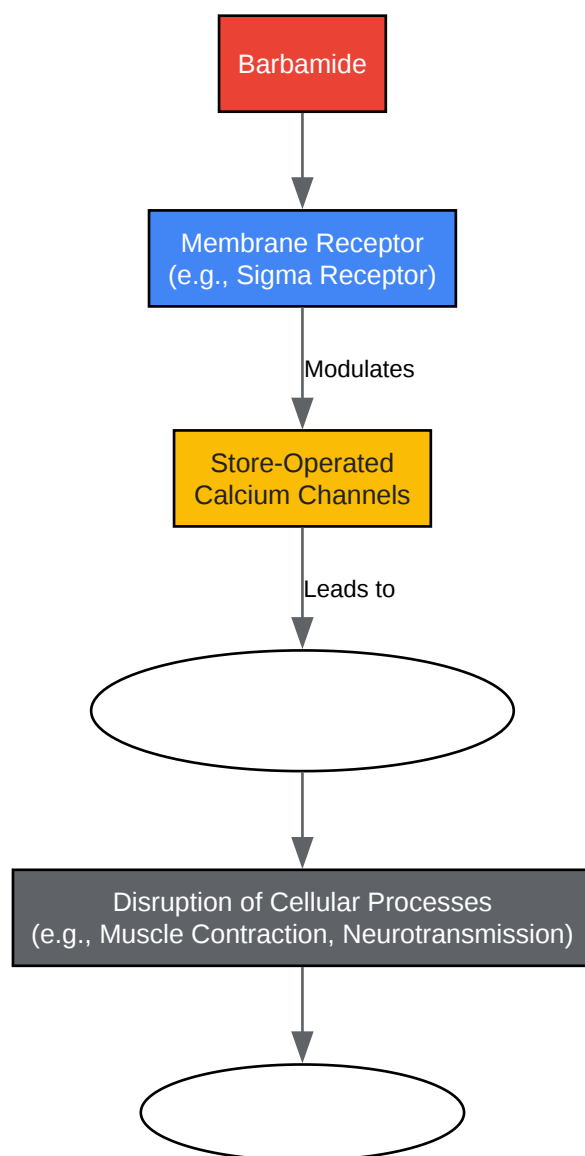 Barbamide
Membrane Receptor
(e.g., Sigma Receptor)
Modulates
Store-Operated
Calcium Channels
Leads to
Disruption of Cellular Processes
(e.g., Muscle Contraction, Neurotransmission)